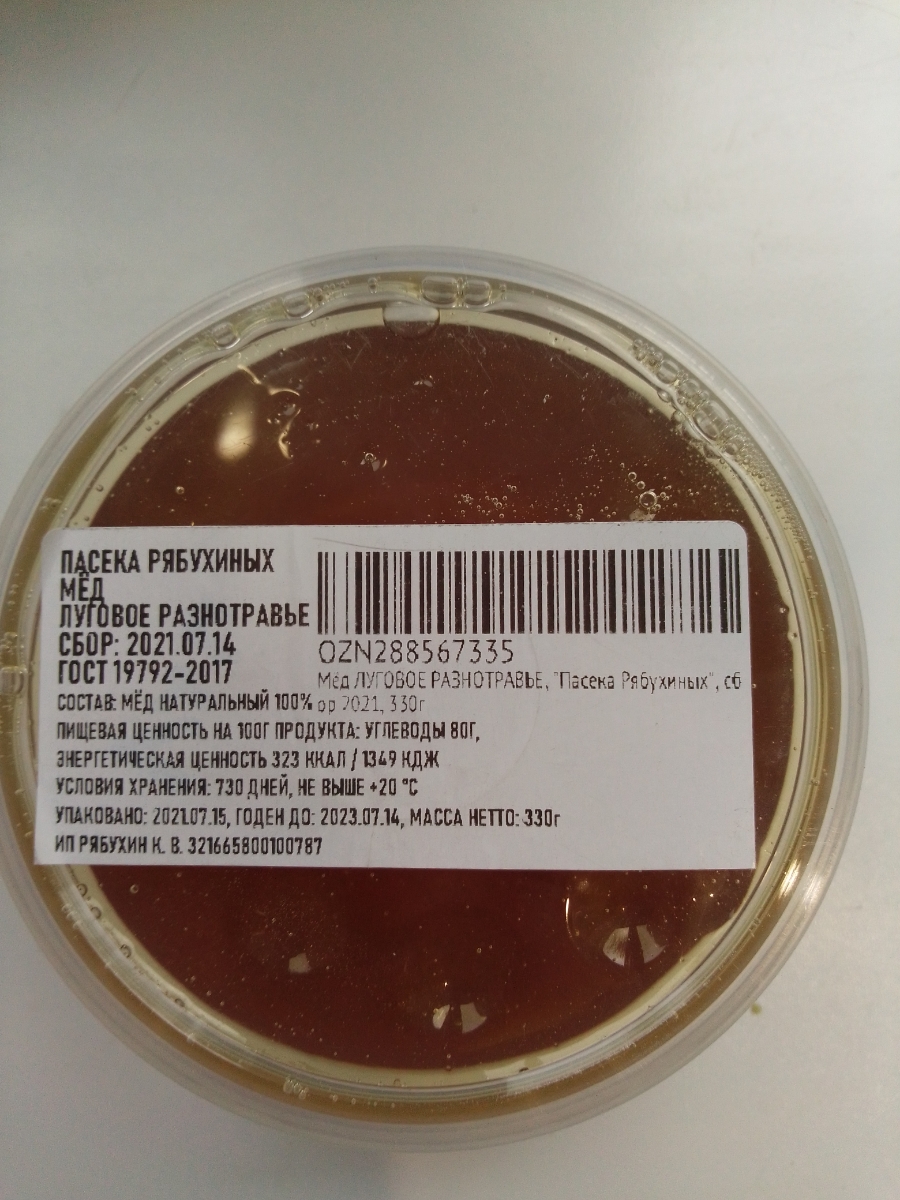 ПАСЕКА РЯБУХИНЫХ
МЁД
ЛУГОВОЕ РАЗНОТРАВЬЕ
СБОР: 2021.07.14
ГОСТ 19792-2017
OZN288567335
Мёд ЛУГОВОЕ РАЗНОТРАВЬЕ, "Пасека Рябухиных", сб
ор 2021, 330г
СОСТАВ: МЁД НАТУРАЛЬНЫЙ 100%
ПИЩЕВАЯ ЦЕННОСТЬ НА 100Г ПРОДУКТА: УГЛЕВОДЫ 80Г,
ЭНЕРГЕТИЧЕСКАЯ ЦЕННОСТЬ 323 ККАЛ / 1349 КДЖ
УСЛОВИЯ ХРАНЕНИЯ: 730 ДНЕЙ, НЕ ВЫШЕ +20 °С
УПАКОВАНО: 2021.07.15, ГОДЕН ДО: 2023.07.14, МАССА НЕТТО: 330г
ИП РЯБУХИН К. В. 321665800100787